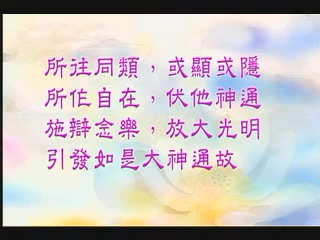 所往同類，或顯或隱
所作自在，伏他神通
施辯念樂，放大光明
引發如是大神通故